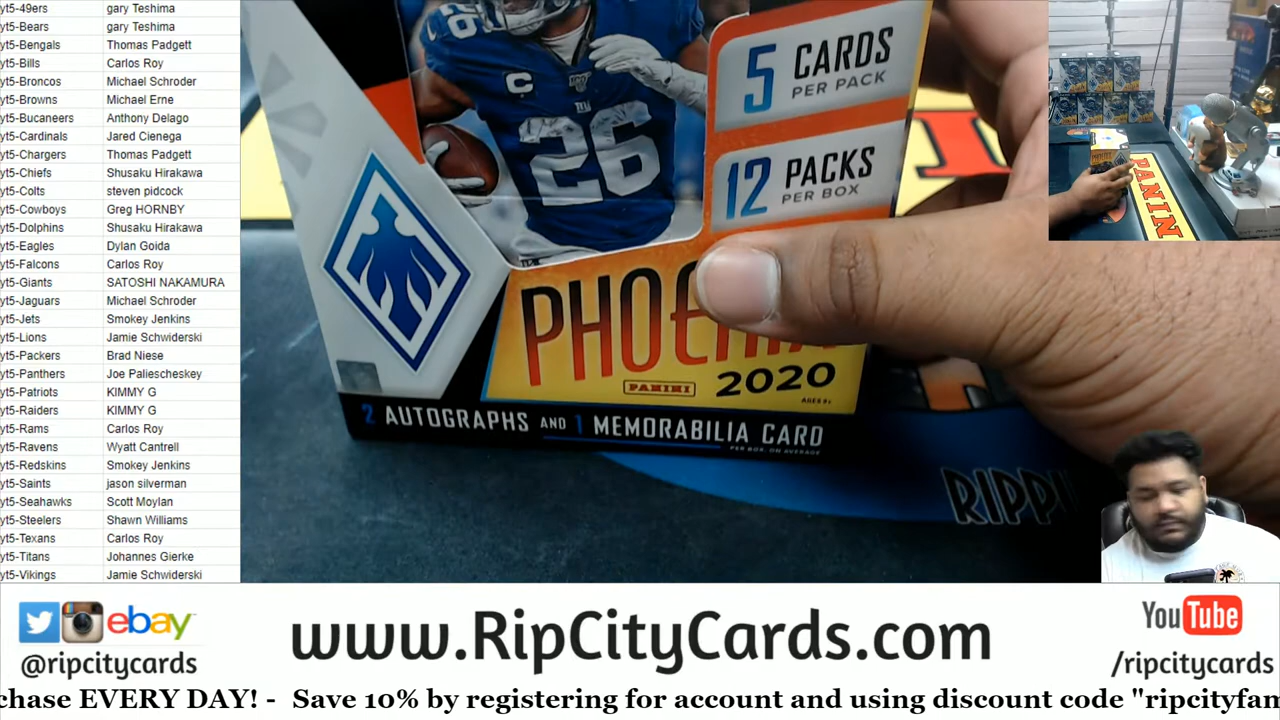 yt5-49ers gary Teshima
yt5-Bears gary Teshima
yt5-Bengals Thomas Padgett
yt5-Bills Carlos Roy
yt5-Broncos Michael Schroder
yt5-Browns Michael Erne
yt5-Bucaneers Anthony Delago
yt5-Cardinals Jared Cienega
yt5-Chargers Thomas Padgett
yt5-Chiefs Shusaku Hirakawa
yt5-Colts steven pidcock
yt5-Cowboys Greg HORNBY
yt5-Dolphins Shusaku Hirakawa
yt5-Eagles Dylan Goida
yt5-Falcons Carlos Roy
yt5-Giants SATOSHI NAKAMURA
yt5-Jaguars Michael Schroder
yt5-Jets Smokey Jenkins
yt5-Lions Jamie Schwiderski
yt5-Packers Brad Niese
yt5-Panthers Joe Paliescheskey
yt5-Patriots KIMMY G
yt5-Raiders KIMMY G
yt5-Rams Carlos Roy
yt5-Ravens Wyatt Cantrell
yt5-Redskins Smokey Jenkins
yt5-Saints jason silverman
yt5-Seahawks Scott Moylan
yt5-Steelers Shawn Williams
yt5-Texans Carlos Roy
yt5-Titans Johannes Gierke
yt5-Vikings Jamie Schwiderski
26
C
26
5 CARDS
PER PACK
12 PACKS
PER BOX
PHOE
PANINI 2020
2 AUTOGRAPHS AND 1 MEMORABILIA CARD
PER BOX, ON AVERAGE
RIPPI
PANINI
ebay
@ripcitycards
www.RipCityCards.com
YouTube
/ripcitycards
chase EVERY DAY! - Save 10% by registering for account and using discount code "ripcityfan